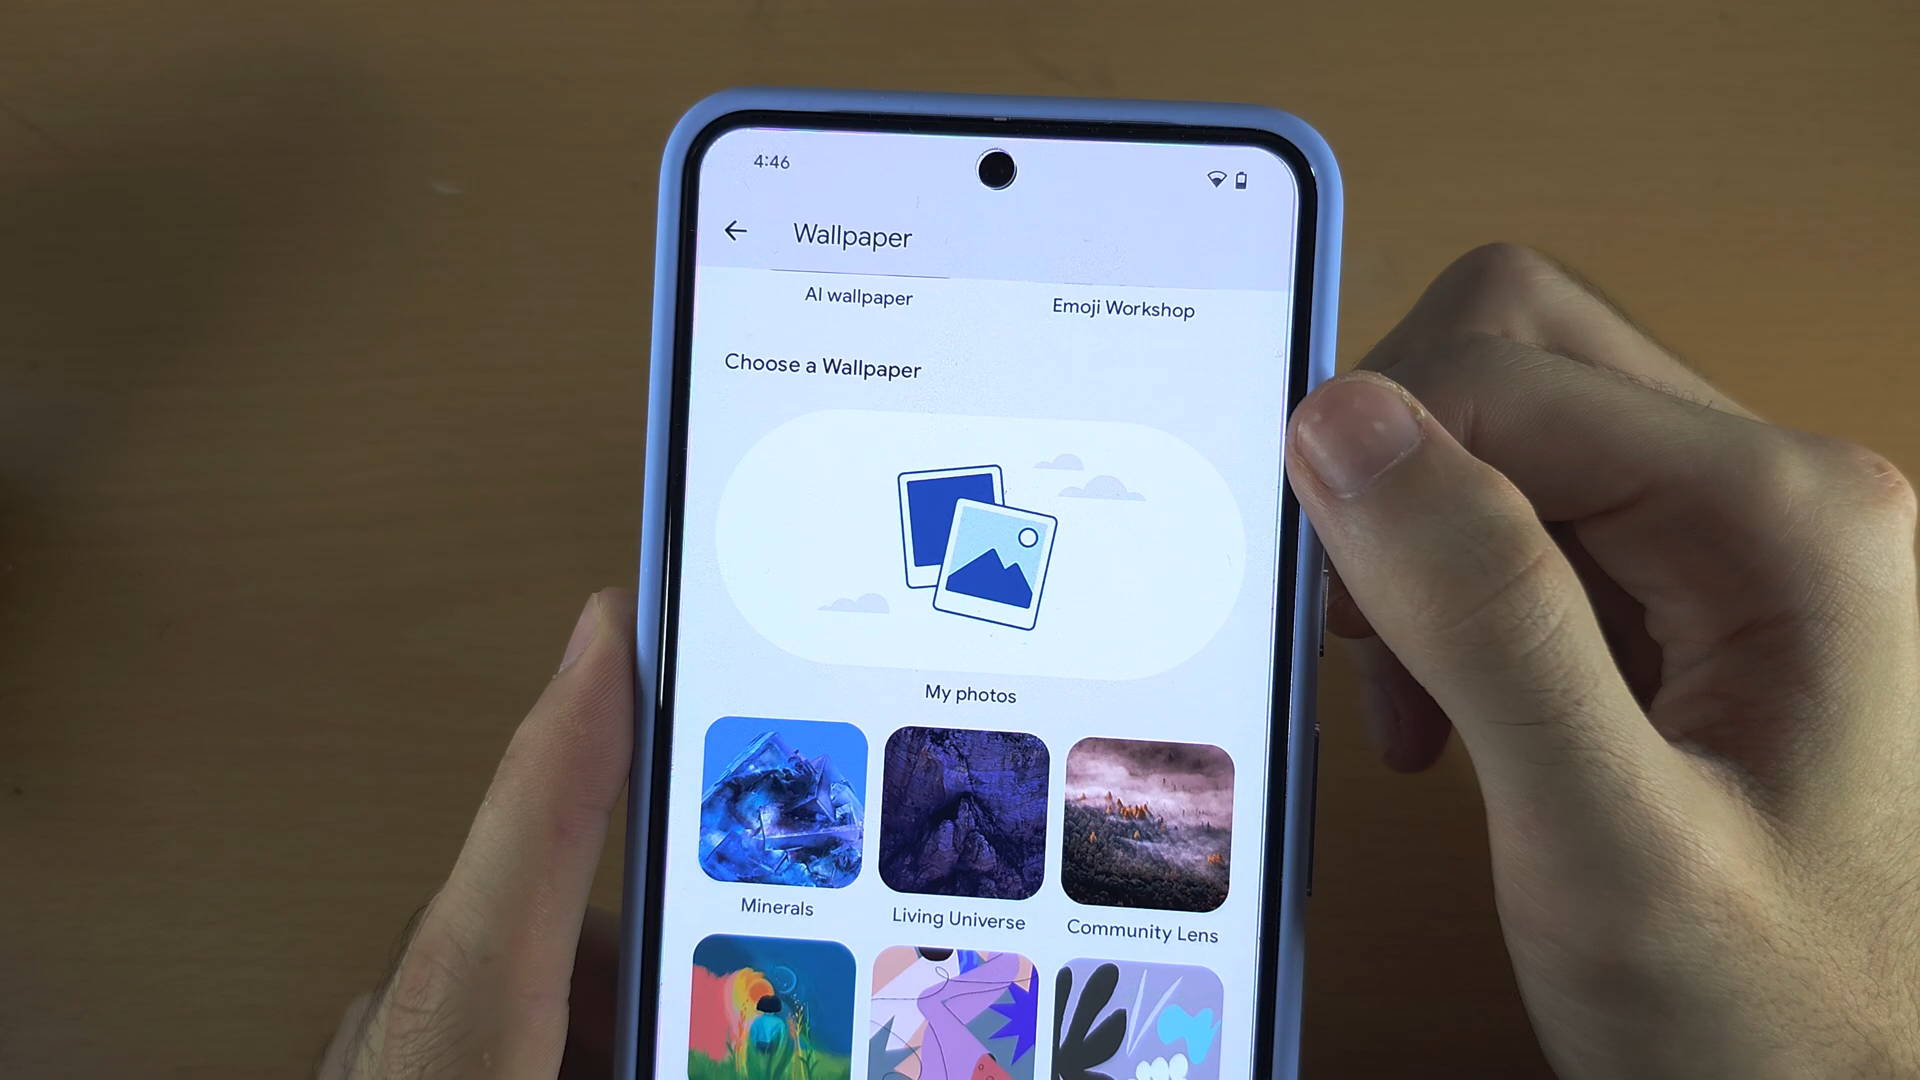 4:46
Wallpaper
AI wallpaper
Emoji Workshop
Choose a Wallpaper
My photos
Minerals
Living Universe
Community Lens